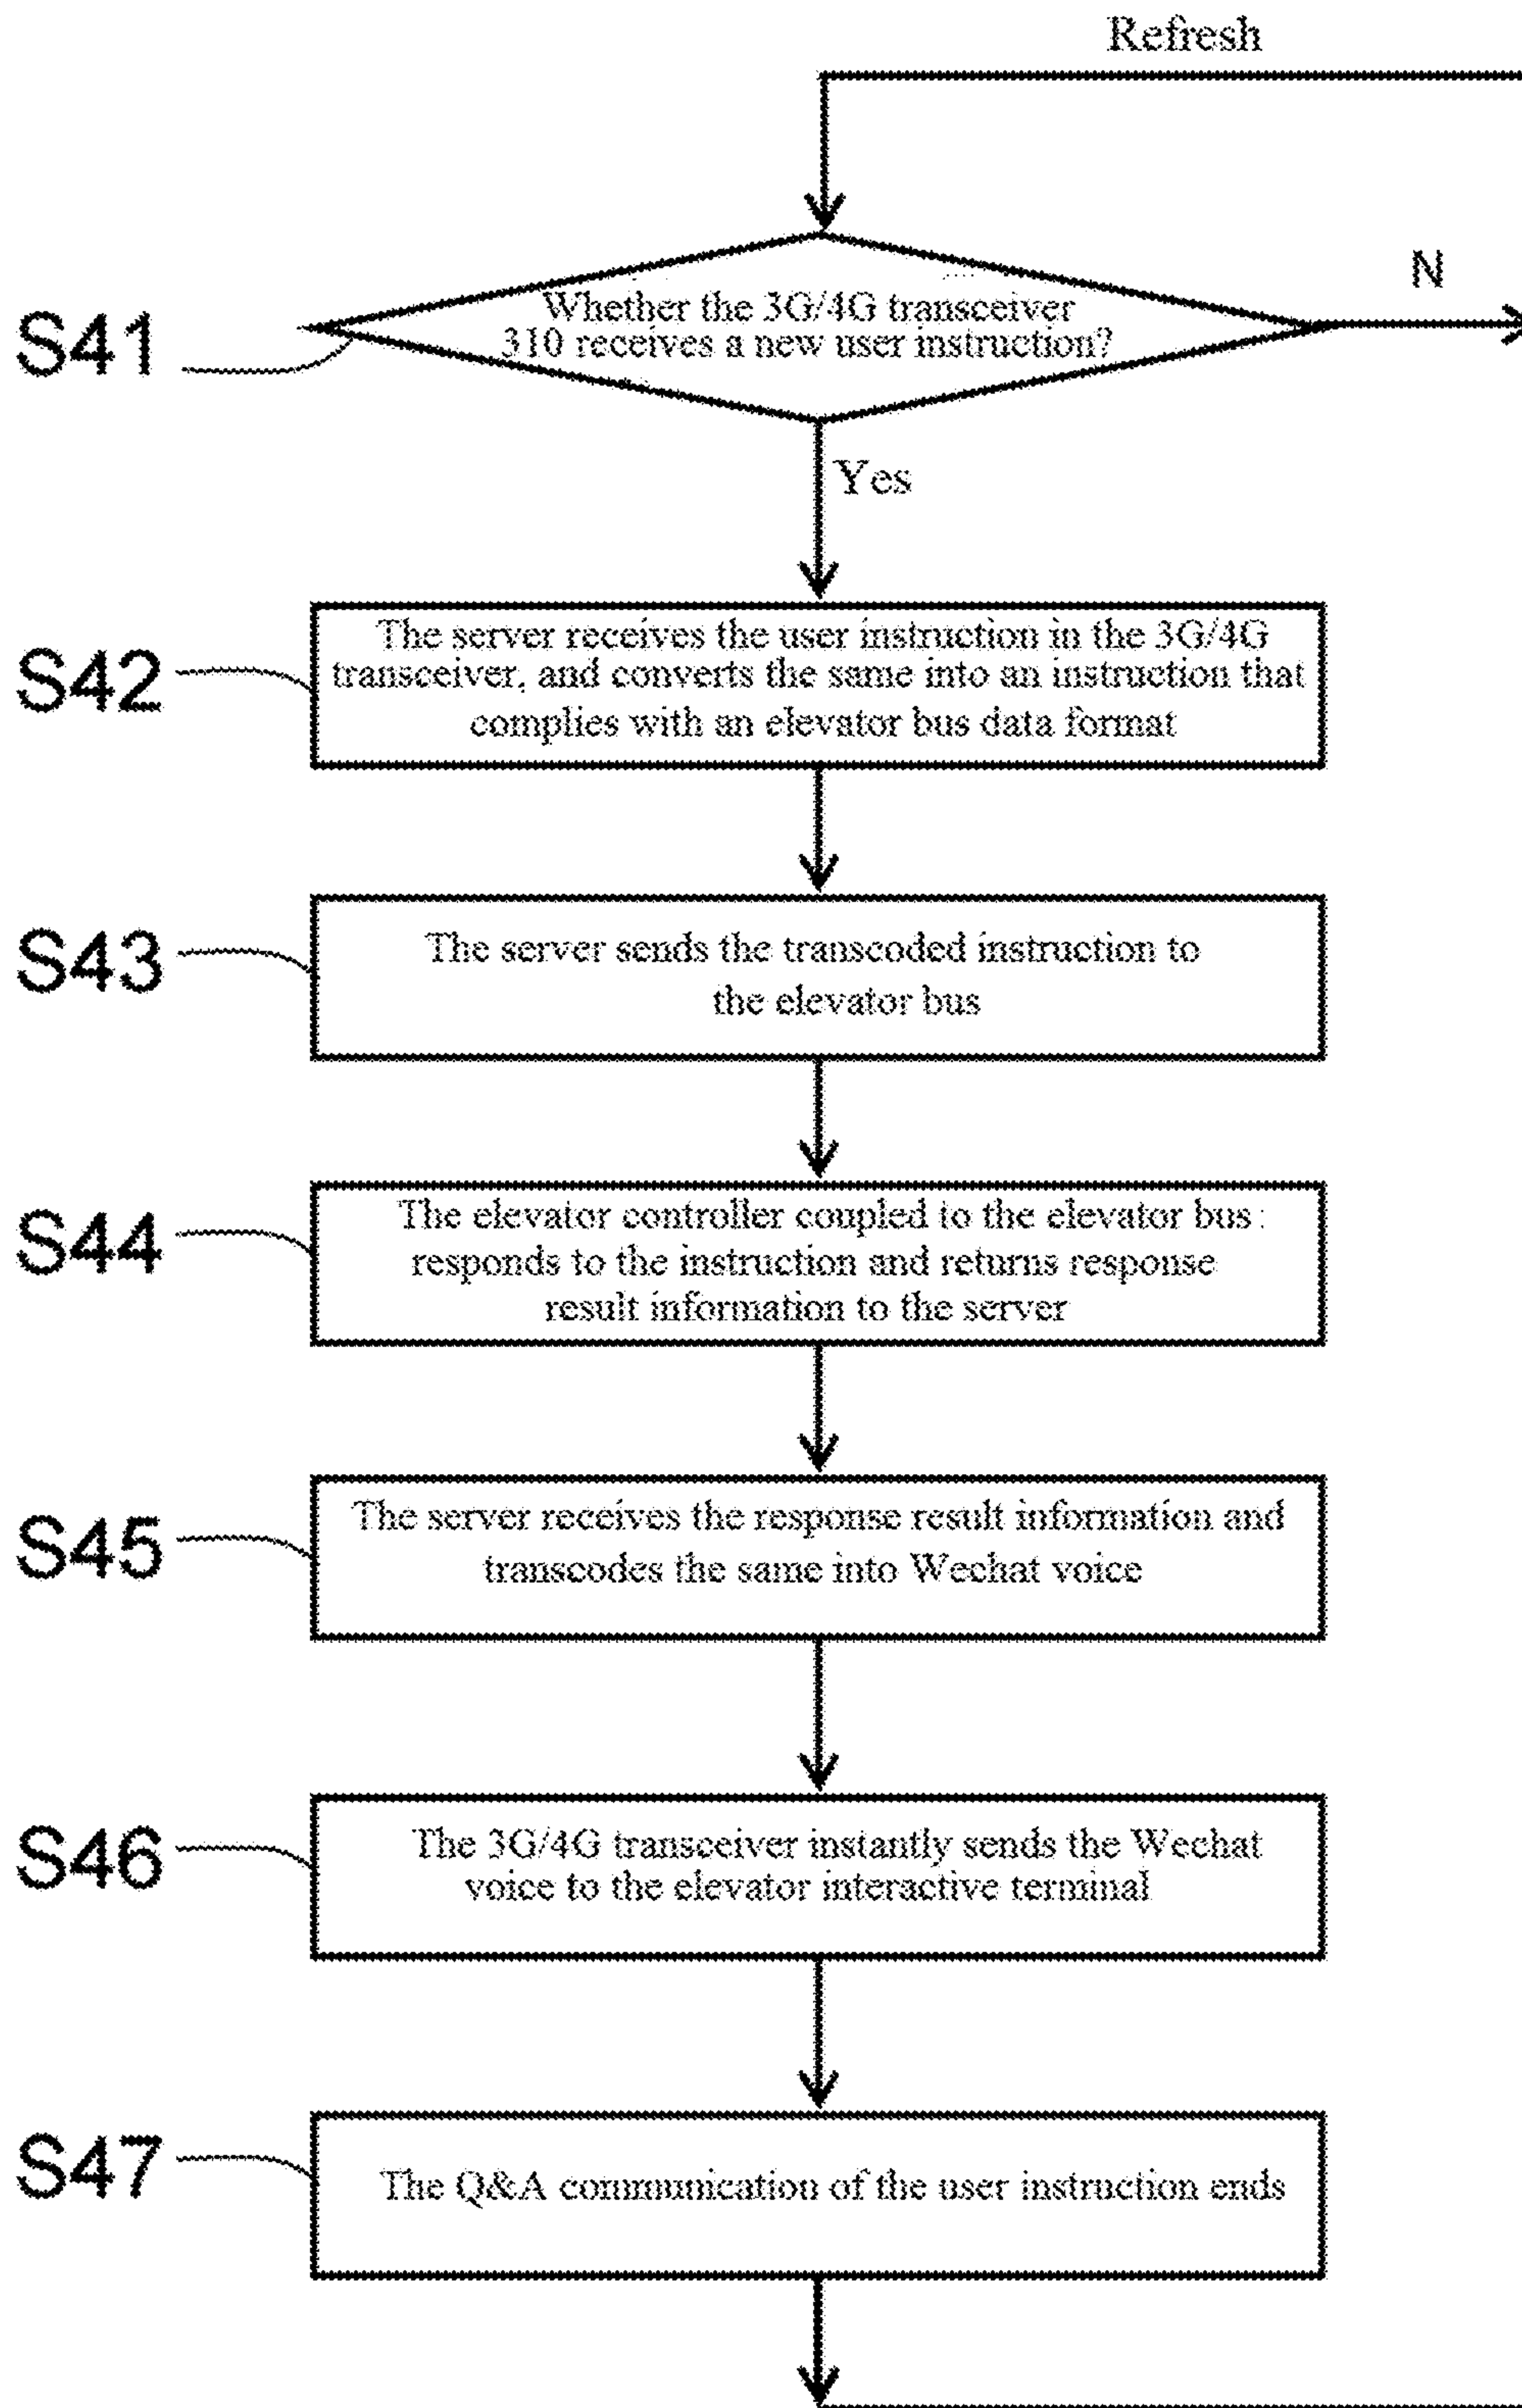 Refresh
N
S41
Whether the 3G/4G transceiver
310 receives a new user instruction?
Yes
S42
The server receives the user instruction in the 3G/4G
transceiver, and converts the same into an instruction that
complies with an elevator bus data format
S43
The server sends the transcoded instruction to
the elevator bus
S44
The elevator controller coupled to the elevator bus
responds to the instruction and returns response
result information to the server
S45
The server receives the response result information and
transcodes the same into Wechat voice
S46
The 3G/4G transceiver instantly sends the Wechat
voice to the elevator interactive terminal
S47
The Q&A communication of the user instruction ends